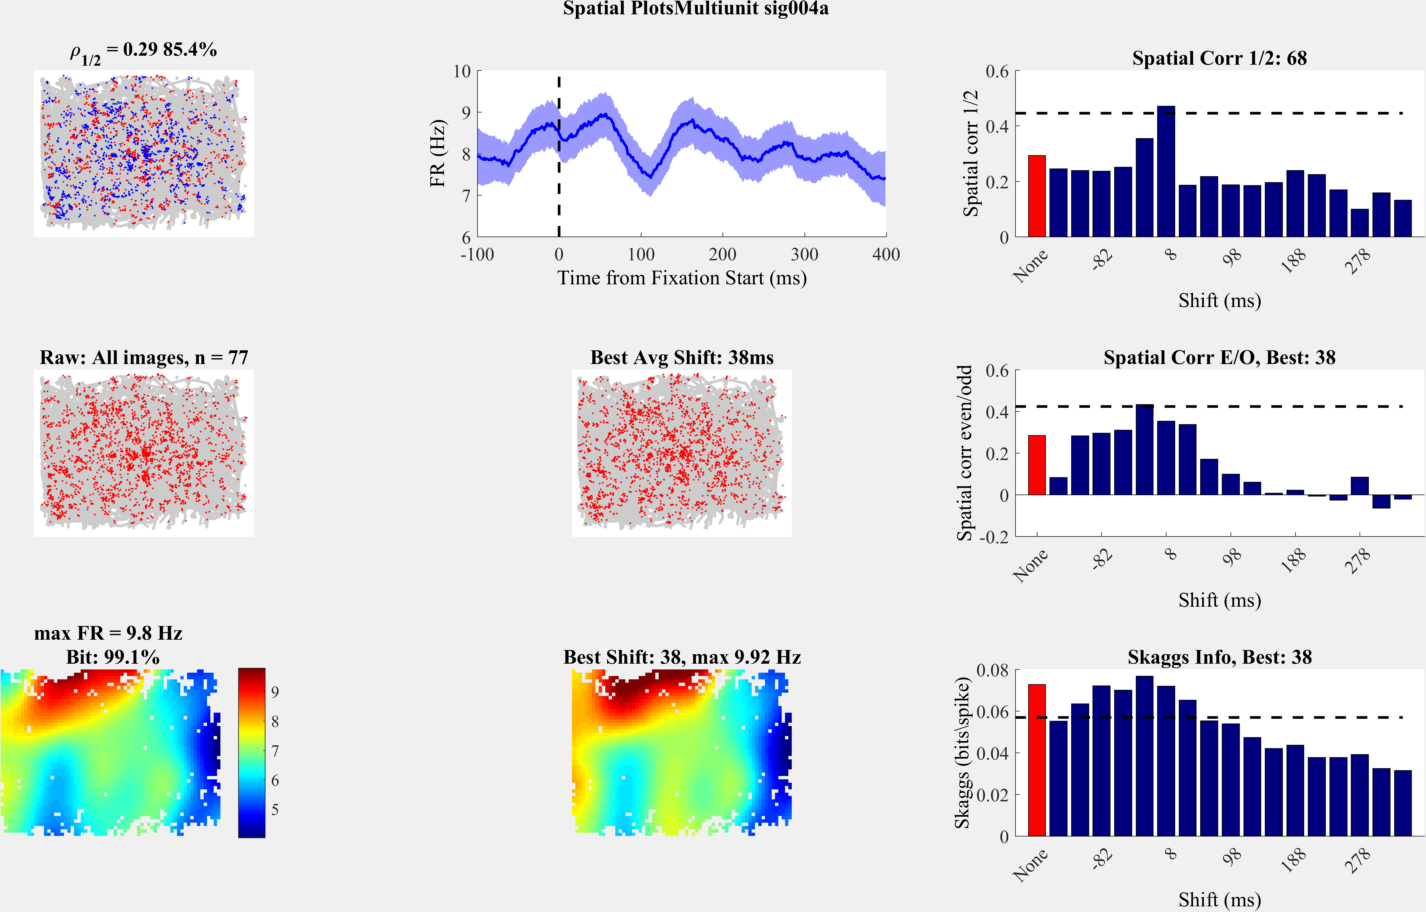 Spatial PlotsMultiunit sig004a
ρ1/2 = 0.29 85.4%
10
9
8
7
6
FR (Hz)
-100
0
100
200
300
400
Time from Fixation Start (ms)
Spatial Corr 1/2: 68
0.6
0.4
0.2
0
Spatial corr 1/2
None
-82
8
98
188
278
Shift (ms)
Raw: All images, n = 77
Best Avg Shift: 38ms
Spatial Corr E/O, Best: 38
0.6
0.4
0.2
0
-0.2
Spatial corr even/odd
None
-82
8
98
188
278
Shift (ms)
max FR = 9.8 Hz
Bit: 99.1%
9
8
7
6
5
Best Shift: 38, max 9.92 Hz
Skaggs Info, Best: 38
0.08
0.06
0.04
0.02
0
Skaggs (bits\spike)
None
-82
8
98
188
278
Shift (ms)